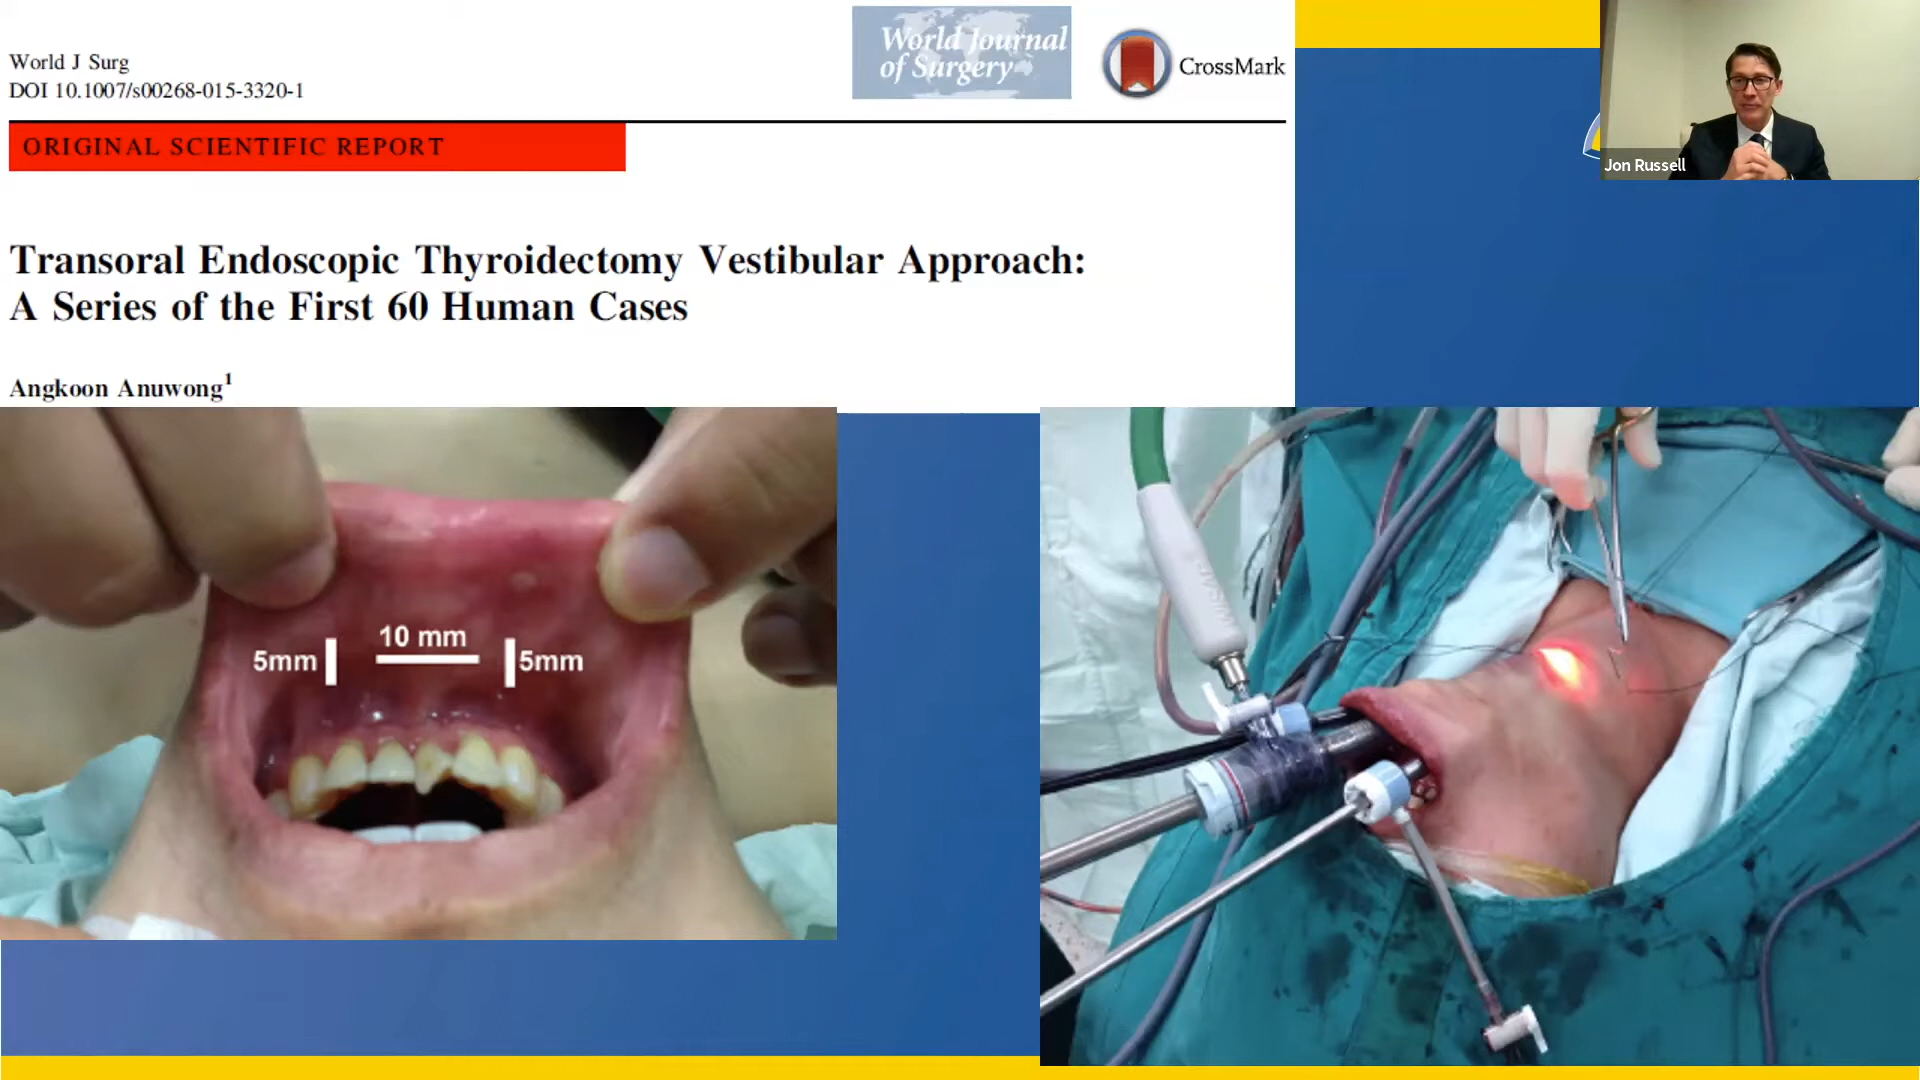 World J Surg
DOI 10.1007/s00268-015-3320-1
World Journal
of Surgery
CrossMark
ORIGINAL SCIENTIFIC REPORT
Jon Russell
Transoral Endoscopic Thyroidectomy Vestibular Approach:
A Series of the First 60 Human Cases
Angkoon Anuwong1
5mm
10 mm
5mm